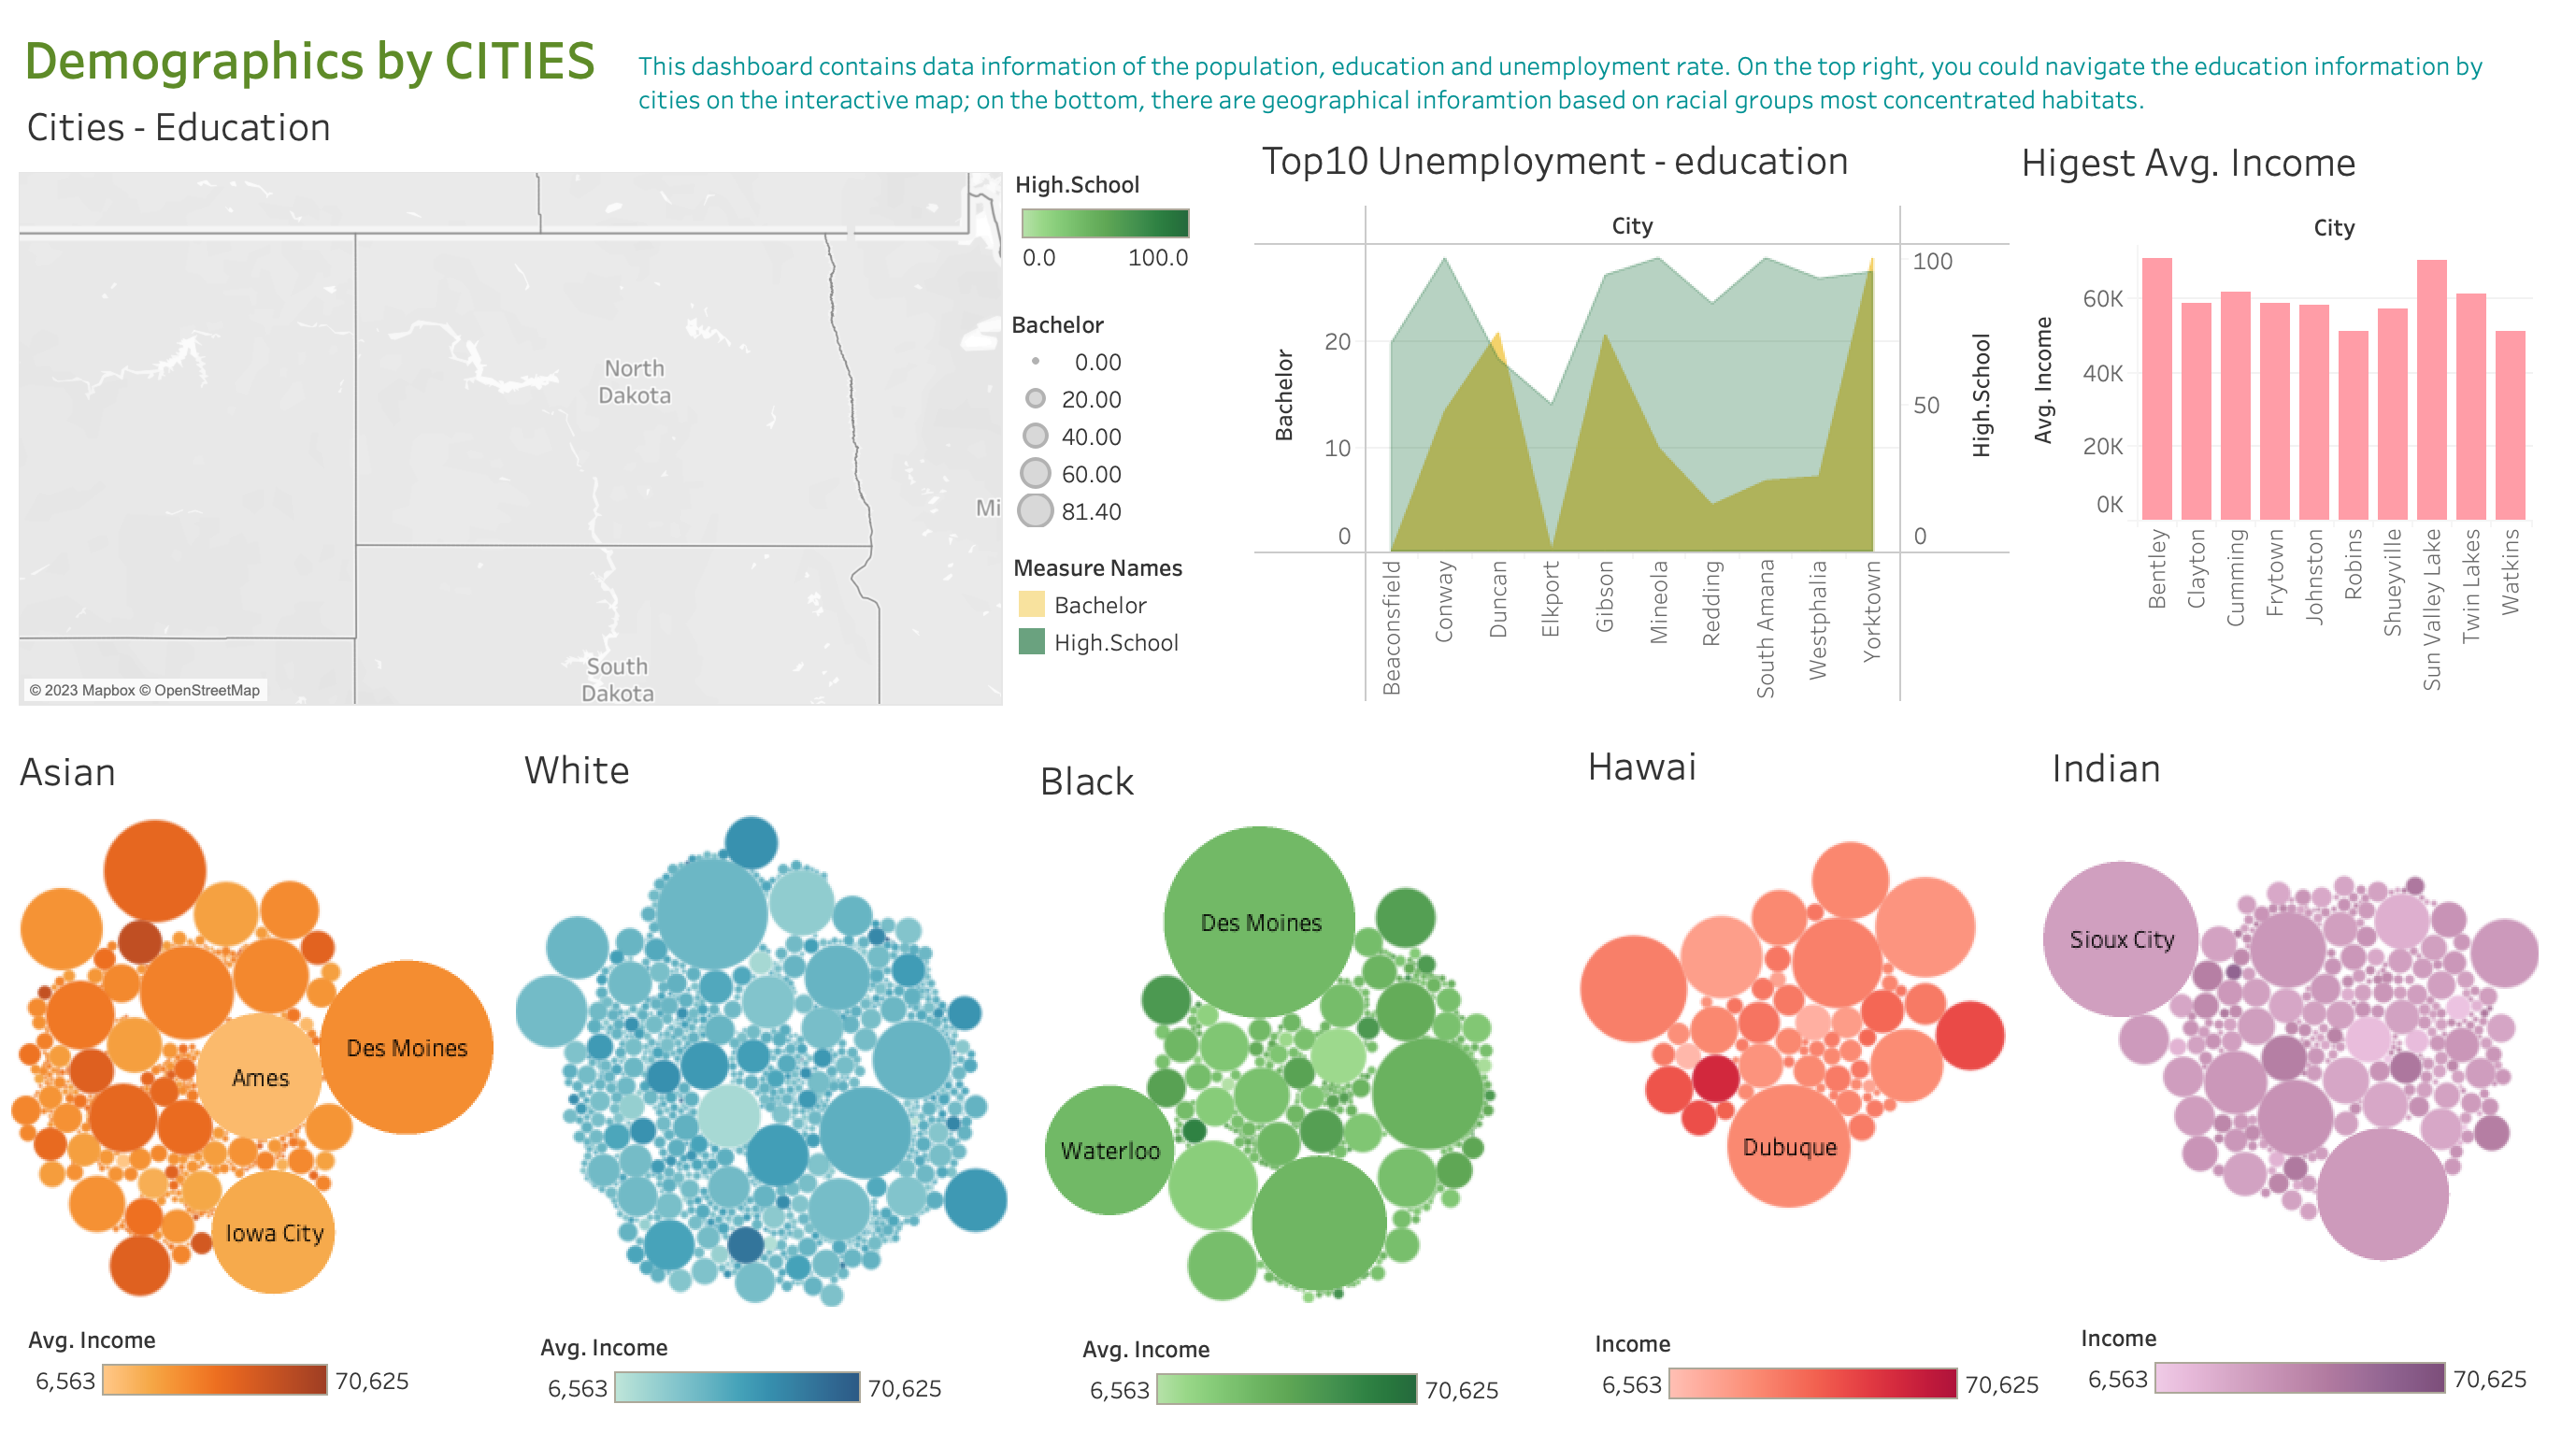 Demographics by CITIES
This dashboard contains data information of the population, education and unemployment rate. On the top right, you could navigate the education information by
cities on the interactive map; on the bottom, there are geographical inforamtion based on racial groups most concentrated habitats.
Cities - Education
North
Dakota
Mi
South
Dakota
© 2023 Mapbox © OpenStreetMap
High.School
0.0 100.0
Bachelor
0.00
20.00
40.00
60.00
81.40
Measure Names
Bachelor
High.School
Top10 Unemployment - education
City
Bachelor
20
10
0
100
50
0
High.School
Beaconsfield
Conway
Duncan
Elkport
Gibson
Mineola
Redding
South Amana
Westphalia
Yorktown
Higest Avg. Income
City
Avg. Income
60K
40K
20K
0K
Bentley
Clayton
Cumming
Frytown
Johnston
Robins
Shueyville
Sun Valley Lake
Twin Lakes
Watkins
Asian
Des Moines
Ames
Iowa City
Avg. Income
6,563 70,625
White
Avg. Income
6,563 70,625
Black
Des Moines
Waterloo
Avg. Income
6,563 70,625
Hawai
Dubuque
Income
6,563 70,625
Indian
Sioux City
Income
6,563 70,625